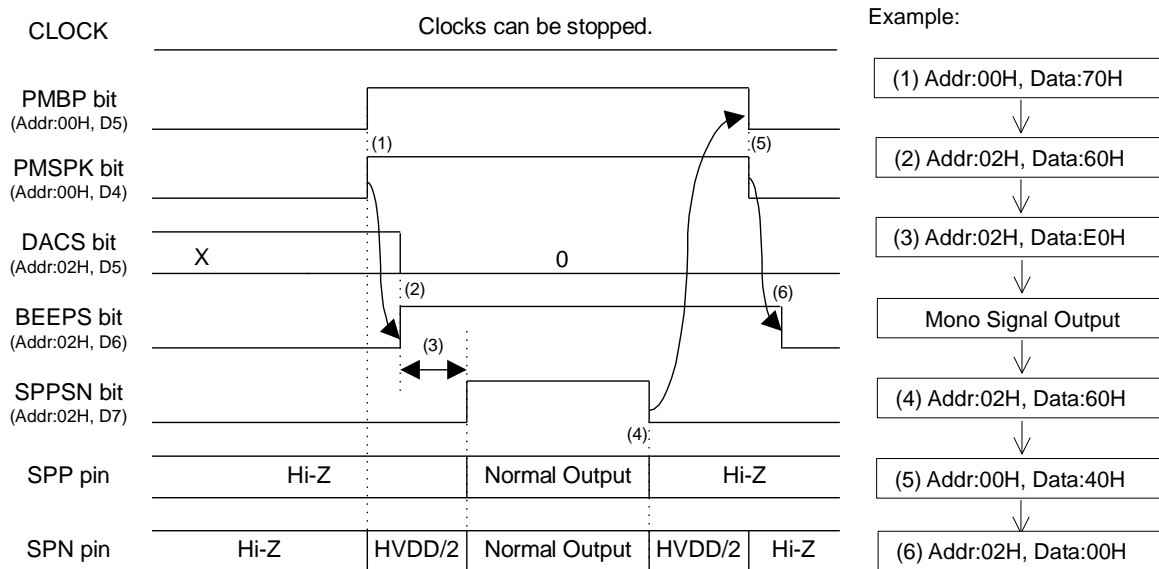 CLOCK
Clocks can be stopped.
PMBP bit
(Addr:00H, D5)
(1)
(5)
PMSPK bit
(Addr:00H, D4)
DACS bit
(Addr:02H, D5)
X
0
(2)
(6)
BEEPS bit
(Addr:02H, D6)
(3)
SPPSN bit
(Addr:02H, D7)
(4)
SPP pin
Hi-Z
Normal Output
Hi-Z
SPN pin
Hi-Z
HVDD/2
Normal Output
HVDD/2
Hi-Z
Example:
(1) Addr:00H, Data:70H
(2) Addr:02H, Data:60H
(3) Addr:02H, Data:E0H
Mono Signal Output
(4) Addr:02H, Data:60H
(5) Addr:00H, Data:40H
(6) Addr:02H, Data:00H